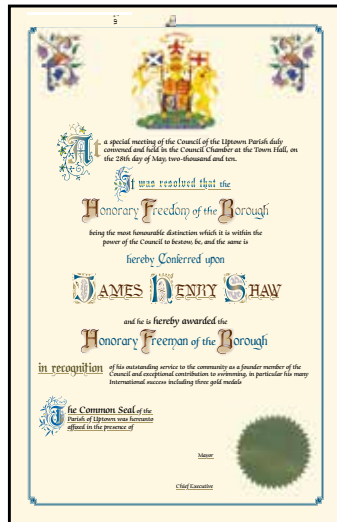 At a special meeting of the Council of the Uptown Parish duly
convened and held in the Council Chamber at the Town Hall, on
the 28th day of May, two-thousand and ten.
It was resolved that the
Honorary Freedom of the Borough
being the most honourable distinction which it is within the
power of the Council to bestow, be, and the same is
hereby Conferred upon
James Henry Shaw
and he is hereby awarded the
Honorary Freeman of the Borough
in recognition of his outstanding service to the community as a founder member of the
Council and exceptional contribution to swimming, in particular his many
International success including three gold medals
The Common Seal of the
Parish of Uptown was hereunto
affixed in the presence of
Mayor
Chief Executive